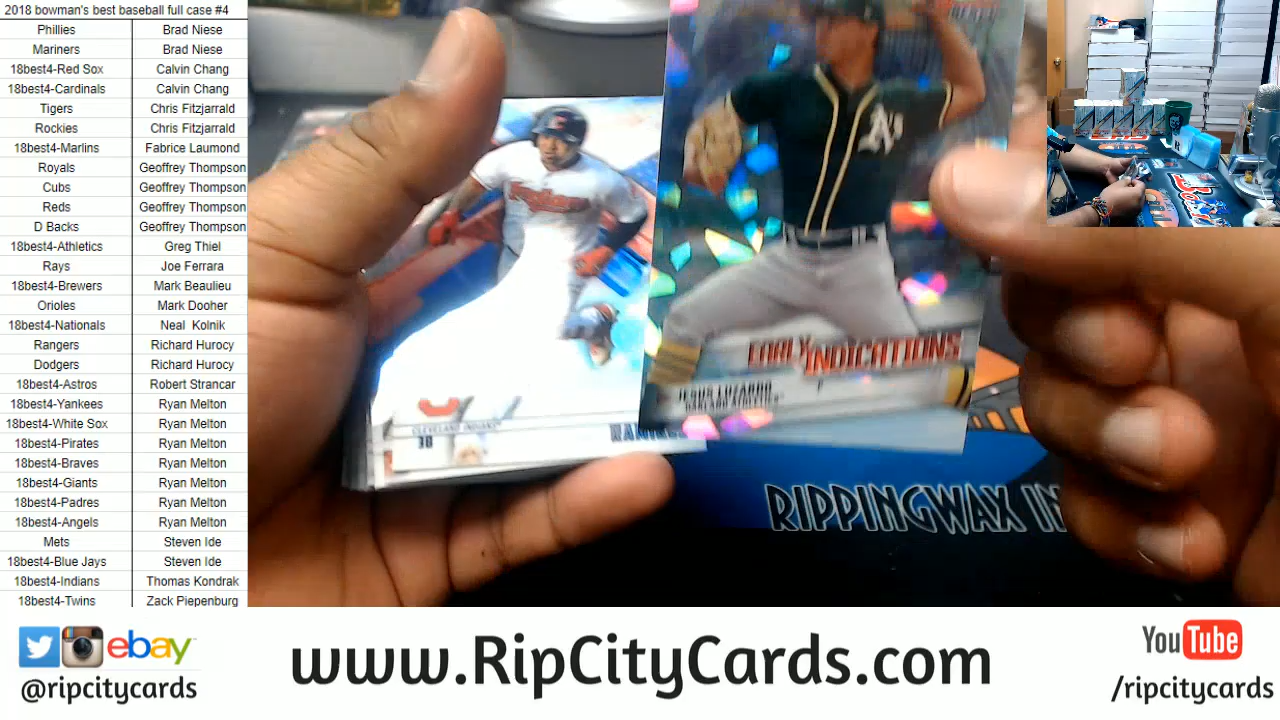 2018 bowman's best baseball full case #4
Phillies Brad Niese
Mariners Brad Niese
18best4-Red Sox Calvin Chang
18best4-Cardinals Calvin Chang
Tigers Chris Fitzjarrald
Rockies Chris Fitzjarrald
18best4-Marlins Fabrice Laumond
Royals Geoffrey Thompson
Cubs Geoffrey Thompson
Reds Geoffrey Thompson
D Backs Geoffrey Thompson
18best4-Athletics Greg Thiel
Rays Joe Ferrara
18best4-Brewers Mark Beaulieu
Orioles Mark Dooher
18best4-Nationals Neal Kolnik
Rangers Richard Hurocy
Dodgers Richard Hurocy
18best4-Astros Robert Strancar
18best4-Yankees Ryan Melton
18best4-White Sox Ryan Melton
18best4-Pirates Ryan Melton
18best4-Braves Ryan Melton
18best4-Giants Ryan Melton
18best4-Padres Ryan Melton
18best4-Angels Ryan Melton
Mets Steven Ide
18best4-Blue Jays Steven Ide
18best4-Indians Thomas Kondrak
18best4-Twins Zack Piepenburg
A's
EARLY INDICATIONS
JESUS LUZARDO
CLEVELAND INDIANS
3B
RIPPINGWAX
ebay
@ripcitycards
www.RipCityCards.com
YouTube
/ripcitycards